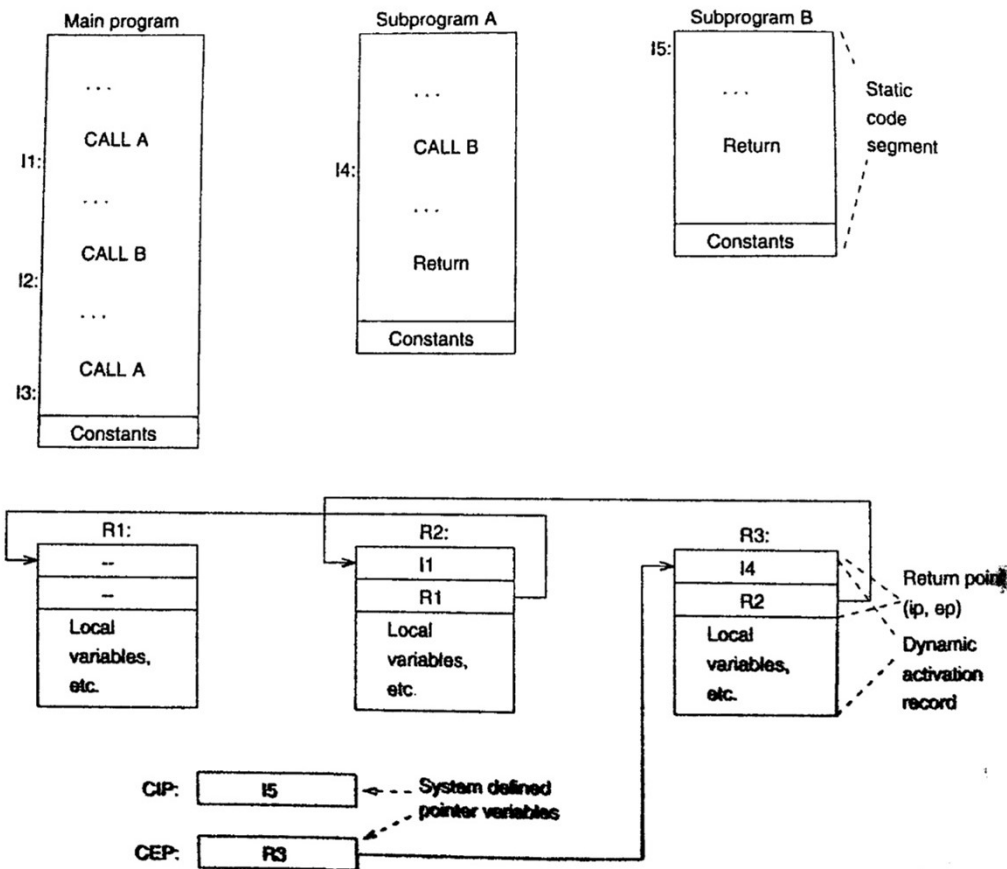 Main program
...
CALL A
I1:
...
CALL B
I2:
...
CALL A
I3:
Constants
Subprogram A
...
CALL B
I4:
...
Return
Constants
Subprogram B
I5:
...
Return
Constants
Static
code
segment
R1:
--
--
Local
variables,
etc.
R2:
I1
R1
Local
variables,
etc.
R3:
I4
R2
Local
variables,
etc.
Return point
(ip, ep)
Dynamic
activation
record
CIP:
I5
System defined
pointer variables
CEP:
R3